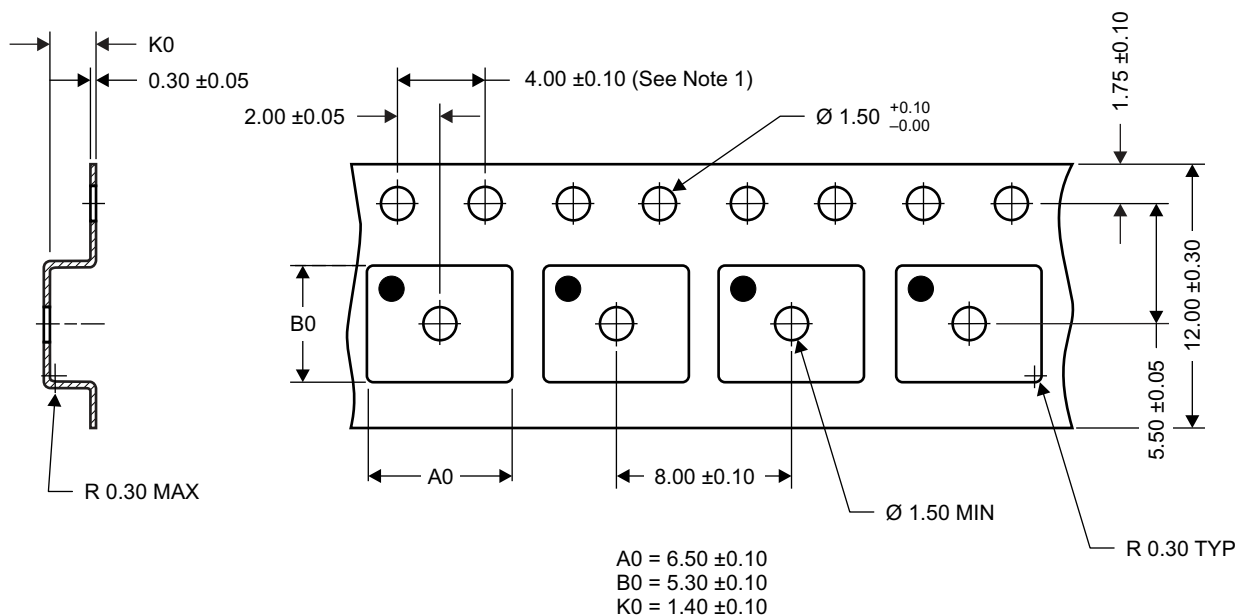 K0
0.30 ±0.05
4.00 ±0.10 (See Note 1)
2.00 ±0.05
Ø 1.50 +0.10 –0.00
1.75 ±0.10
B0
12.00 ±0.30
5.50 ±0.05
R 0.30 MAX
A0
8.00 ±0.10
Ø 1.50 MIN
R 0.30 TYP
A0 = 6.50 ±0.10
B0 = 5.30 ±0.10
K0 = 1.40 ±0.10